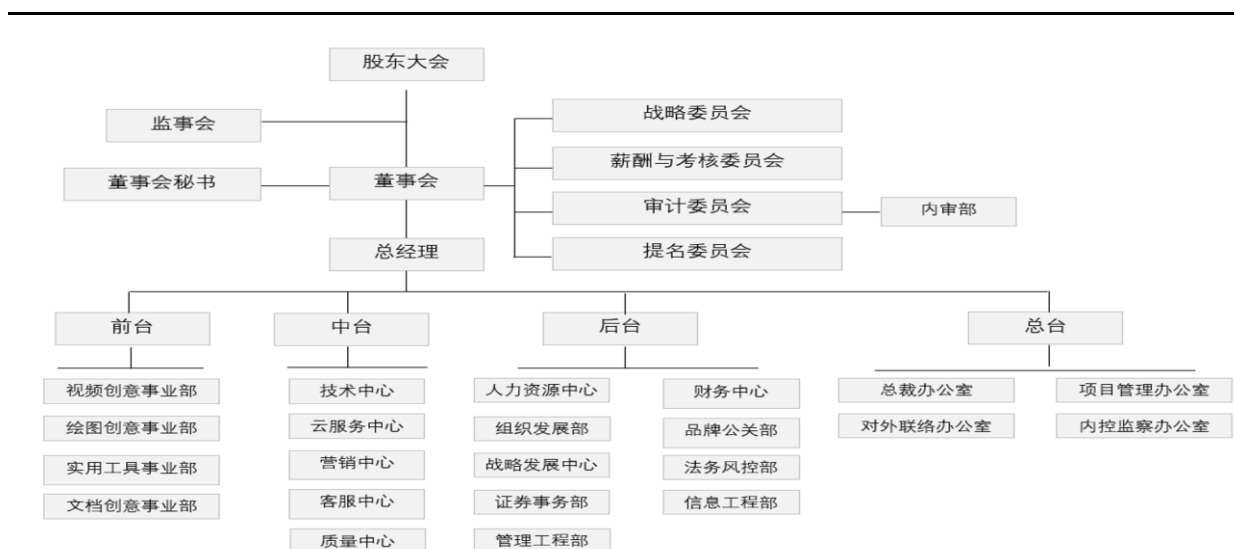 股东大会
监事会
战略委员会
薪酬与考核委员会
董事会秘书
董事会
审计委员会
内审部
总经理
提名委员会
前台
中台
后台
总台
视频创意事业部
技术中心
人力资源中心
财务中心
总裁办公室
项目管理办公室
绘图创意事业部
云服务中心
组织发展部
品牌公关部
对外联络办公室
内控监察办公室
实用工具事业部
营销中心
战略发展中心
法务风控部
文档创意事业部
客服中心
证券事务部
信息工程部
质量中心
管理工程部